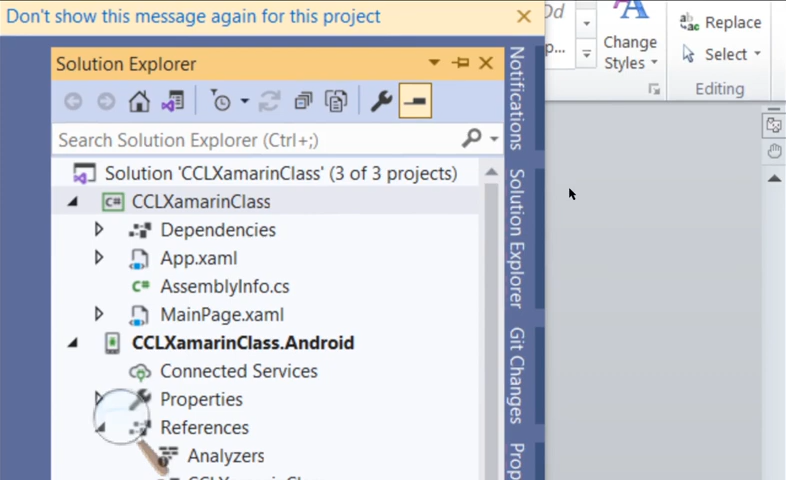 Don't show this message again for this project
Solution Explorer
Search Solution Explorer (Ctrl+;)
Solution 'CCLXamarinClass' (3 of 3 projects)
C# CCLXamarinClass
Dependencies
App.xaml
C# AssemblyInfo.cs
MainPage.xaml
CCLXamarinClass.Android
Connected Services
Properties
References
Analyzers
Notifications
Solution Explorer
Git Changes
Prop
Change
Styles
Replace
Select
Editing